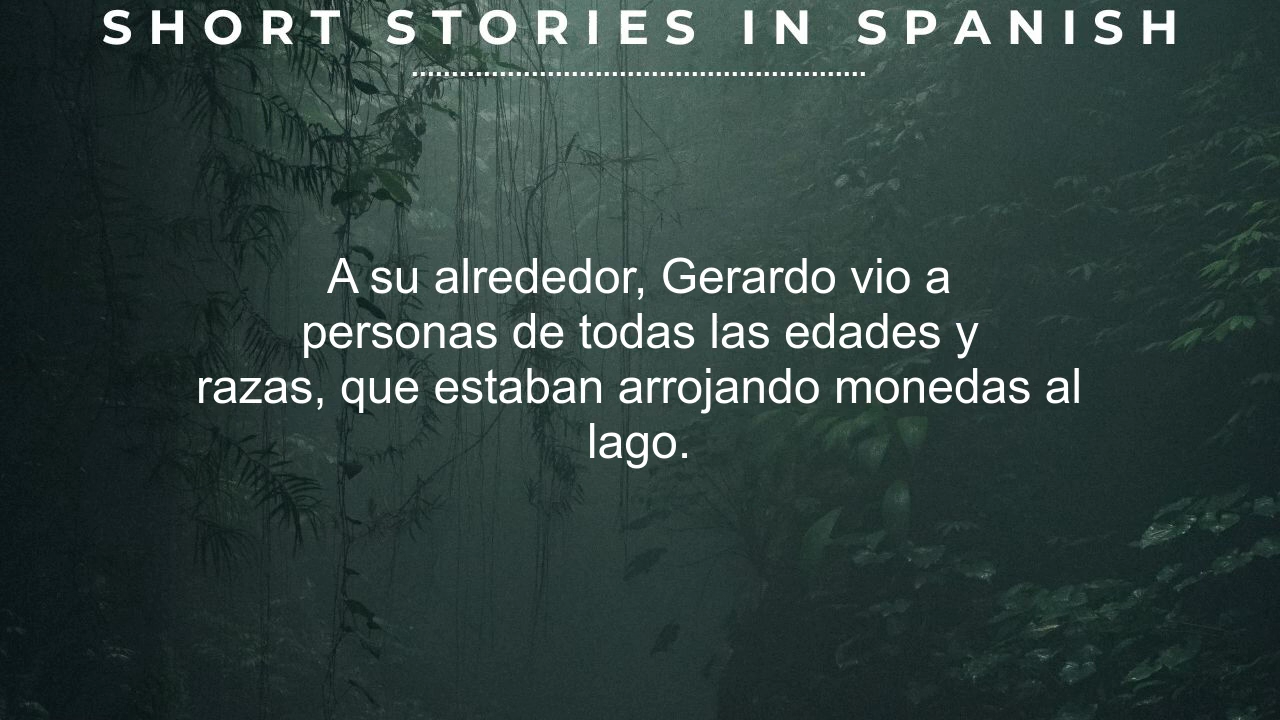 SHORT STORIES IN SPANISH
A su alrededor, Gerardo vio a
personas de todas las edades y
razas, que estaban arrojando monedas al
lago.